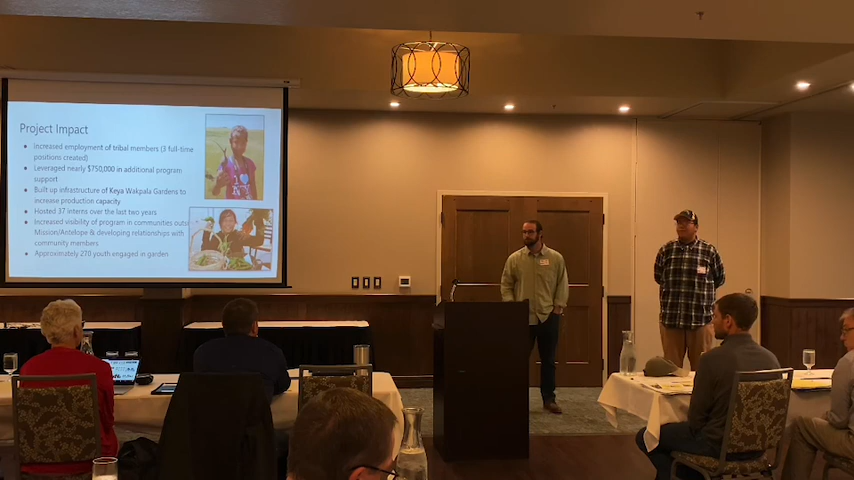 Project Impact
• Increased employment of tribal members (3 full-time
positions created)
• Leveraged nearly $750,000 in additional program
support
• Built up infrastructure of Keya Wakpala Gardens to
increase production capacity
• Hosted 37 interns over the last two years
• Increased visibility of program in communities outs
Mission/Antelope & developing relationships with
community members
• Approximately 270 youth engaged in garden